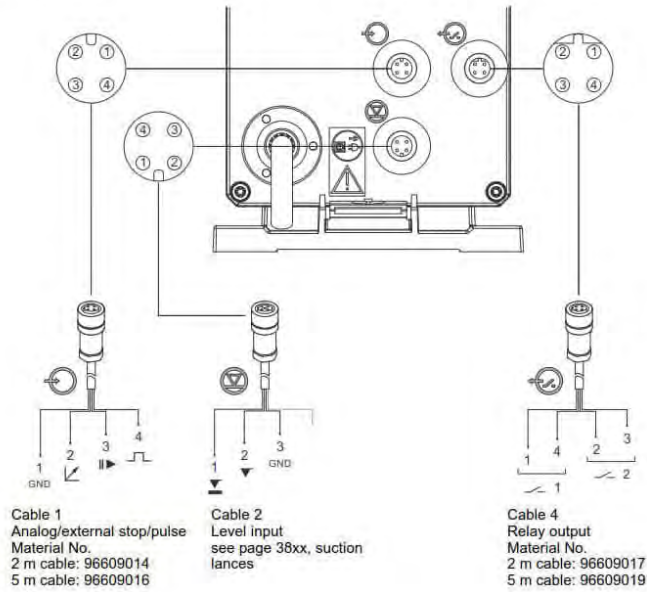 2 1
3 4
2 1
3 4
4 3
1 2
1
GND
2
3
4
1
2
3
GND
1
4
2
3
1
2
Cable 1
Analog/external stop/pulse
Material No.
2 m cable: 96609014
5 m cable: 96609016
Cable 2
Level input
see page 38xx, suction
lances
Cable 4
Relay output
Material No.
2 m cable: 96609017
5 m cable: 96609019